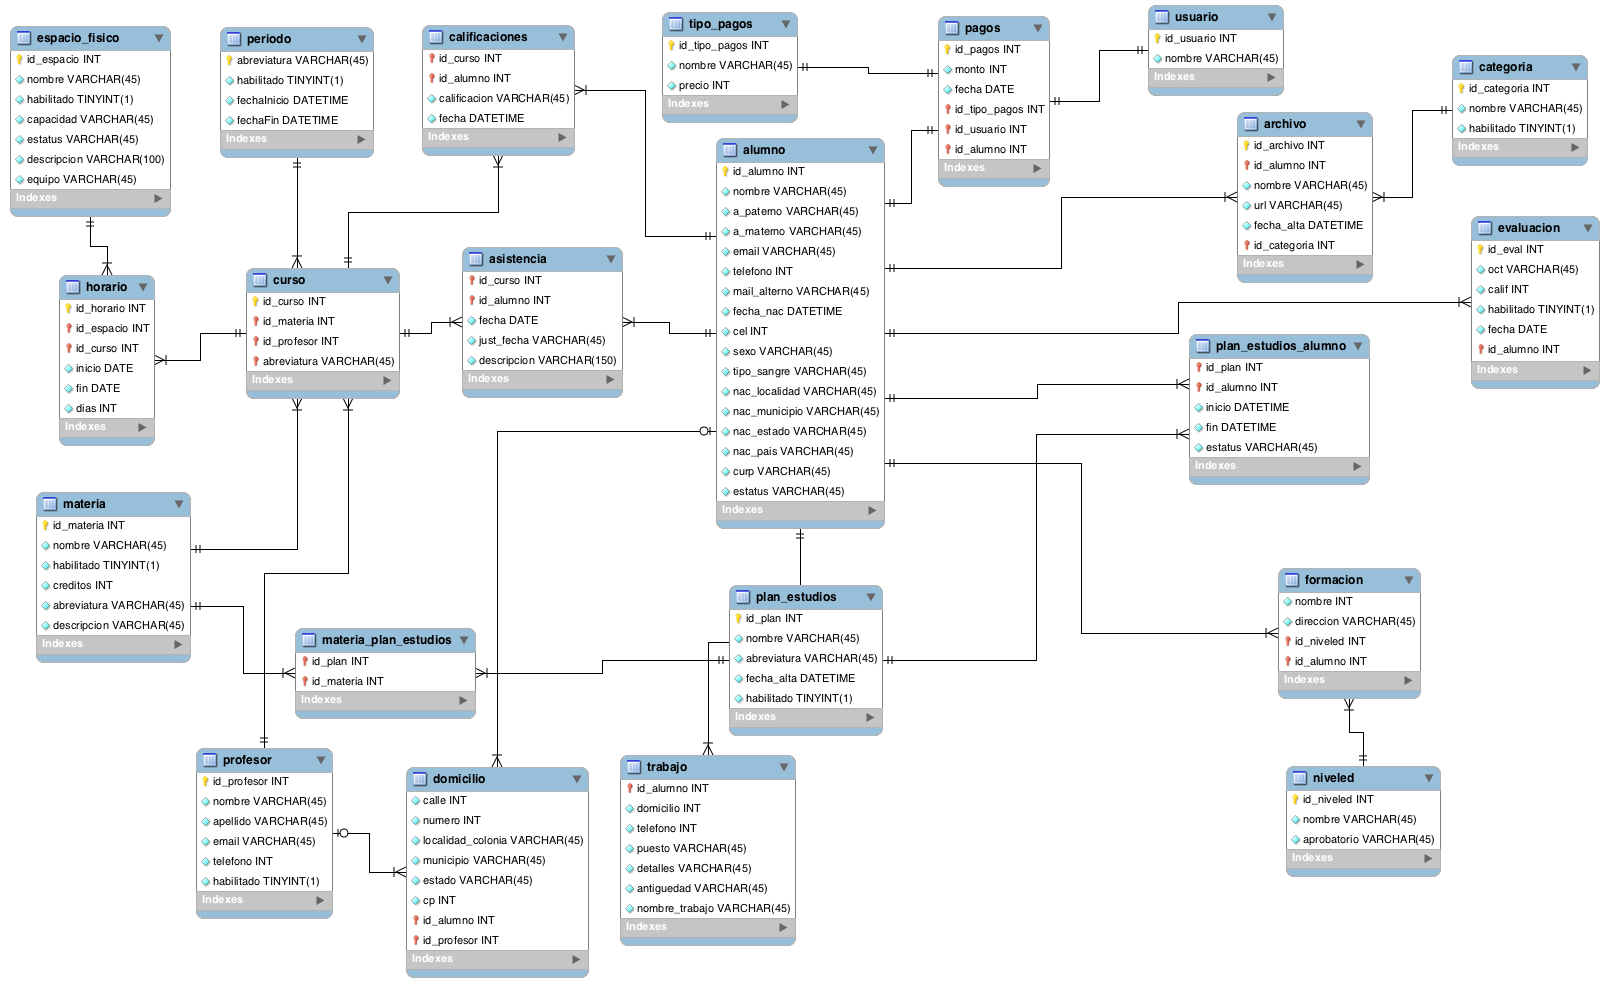 espacio_fisico
id_espacio INT
nombre VARCHAR(45)
habilitado TINYINT(1)
capacidad VARCHAR(45)
estatus VARCHAR(45)
descripcion VARCHAR(100)
equipo VARCHAR(45)
Indexes
periodo
abreviatura VARCHAR(45)
habilitado TINYINT(1)
fechaInicio DATETIME
fechaFin DATETIME
Indexes
calificaciones
id_curso INT
id_alumno INT
calificacion VARCHAR(45)
fecha DATETIME
Indexes
tipo_pagos
id_tipo_pagos INT
nombre VARCHAR(45)
precio INT
Indexes
pagos
id_pagos INT
monto INT
fecha DATE
id_tipo_pagos INT
id_usuario INT
id_alumno INT
Indexes
usuario
id_usuario INT
nombre VARCHAR(45)
Indexes
categoria
id_categoria INT
nombre VARCHAR(45)
habilitado TINYINT(1)
Indexes
archivo
id_archivo INT
id_alumno INT
nombre VARCHAR(45)
url VARCHAR(45)
fecha_alta DATETIME
id_categoria INT
Indexes
alumno
id_alumno INT
nombre VARCHAR(45)
a_paterno VARCHAR(45)
a_materno VARCHAR(45)
email VARCHAR(45)
telefono INT
mail_alterno VARCHAR(45)
fecha_nac DATETIME
cel INT
sexo VARCHAR(45)
tipo_sangre VARCHAR(45)
nac_localidad VARCHAR(45)
nac_municipio VARCHAR(45)
nac_estado VARCHAR(45)
nac_pais VARCHAR(45)
curp VARCHAR(45)
estatus VARCHAR(45)
Indexes
evaluacion
id_eval INT
oct VARCHAR(45)
calif INT
habilitado TINYINT(1)
fecha DATE
id_alumno INT
Indexes
horario
id_horario INT
id_espacio INT
id_curso INT
inicio DATE
fin DATE
dias INT
Indexes
curso
id_curso INT
id_materia INT
id_profesor INT
abreviatura VARCHAR(45)
Indexes
asistencia
id_curso INT
id_alumno INT
fecha DATE
just_fecha VARCHAR(45)
descripcion VARCHAR(150)
Indexes
plan_estudios_alumno
id_plan INT
id_alumno INT
inicio DATETIME
fin DATETIME
estatus VARCHAR(45)
Indexes
materia
id_materia INT
nombre VARCHAR(45)
habilitado TINYINT(1)
creditos INT
abreviatura VARCHAR(45)
descripcion VARCHAR(45)
Indexes
materia_plan_estudios
id_plan INT
id_materia INT
Indexes
plan_estudios
id_plan INT
nombre VARCHAR(45)
abreviatura VARCHAR(45)
fecha_alta DATETIME
habilitado TINYINT(1)
Indexes
formacion
nombre INT
direccion VARCHAR(45)
id_niveled INT
id_alumno INT
Indexes
profesor
id_profesor INT
nombre VARCHAR(45)
apellido VARCHAR(45)
email VARCHAR(45)
telefono INT
habilitado TINYINT(1)
Indexes
domicilio
calle INT
numero INT
localidad_colonia VARCHAR(45)
municipio VARCHAR(45)
estado VARCHAR(45)
cp INT
id_alumno INT
id_profesor INT
Indexes
trabajo
id_alumno INT
domicilio INT
telefono INT
puesto VARCHAR(45)
detalles VARCHAR(45)
antiguedad VARCHAR(45)
nombre_trabajo VARCHAR(45)
Indexes
niveled
id_niveled INT
nombre VARCHAR(45)
aprobatorio VARCHAR(45)
Indexes